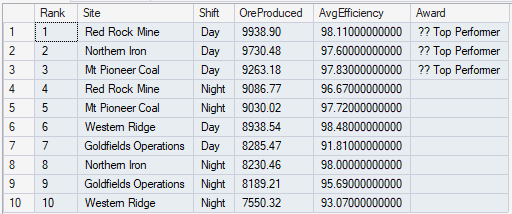 Rank Site Shift OreProduced AvgEfficiency Award
1 1 Red Rock Mine Day 9938.90 98.11000000000 ?? Top Performer
2 2 Northern Iron Day 9730.48 97.60000000000 ?? Top Performer
3 3 Mt Pioneer Coal Day 9263.18 97.83000000000 ?? Top Performer
4 4 Red Rock Mine Night 9086.77 96.67000000000
5 5 Mt Pioneer Coal Night 9030.02 97.72000000000
6 6 Western Ridge Day 8938.54 98.48000000000
7 7 Goldfields Operations Day 8285.47 91.81000000000
8 8 Northern Iron Night 8230.46 98.00000000000
9 9 Goldfields Operations Night 8189.21 95.69000000000
10 10 Western Ridge Night 7550.32 93.07000000000